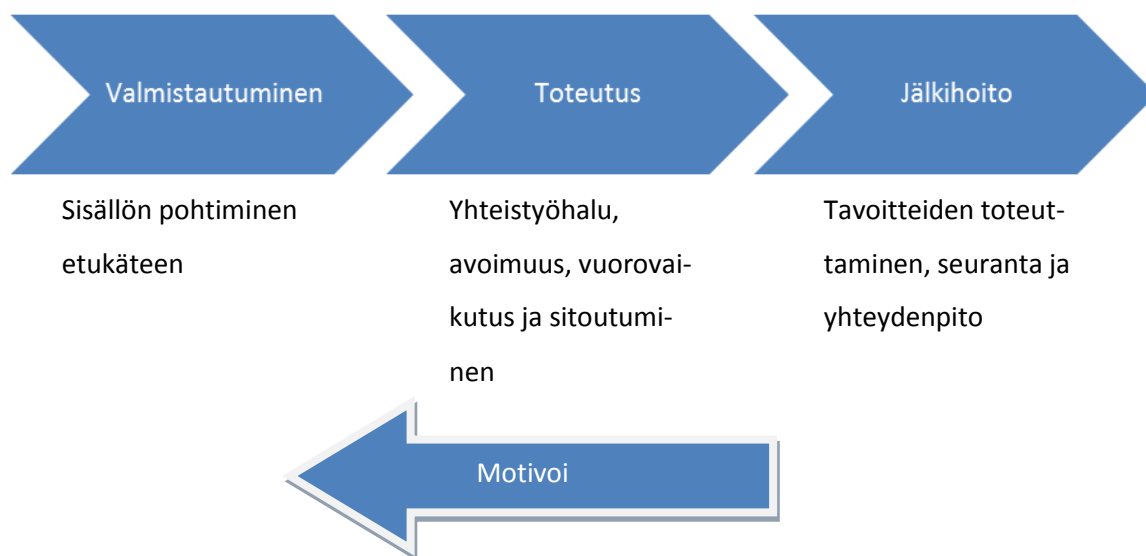 Valmistautuminen
Toteutus
Jälkihoito
Sisällön pohtiminen
etukäteen
Yhteistyöhalu,
avoimuus, vuorovai-
kutus ja sitoutumi-
nen
Tavoitteiden toteut-
taminen, seuranta ja
yhteydenpito
Motivoi